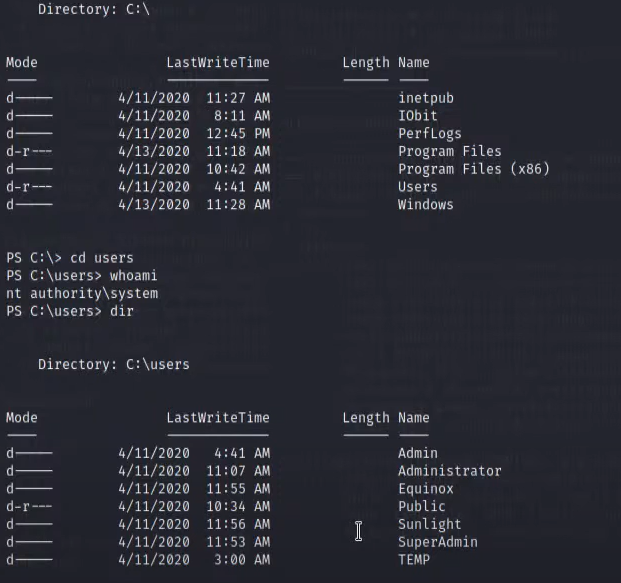 Directory: C:\
Mode LastWriteTime Length Name
d----- 4/11/2020 11:27 AM inetpub
d----- 4/11/2020 8:11 AM IObit
d----- 4/11/2020 12:45 PM PerfLogs
d-r--- 4/13/2020 11:18 AM Program Files
d----- 4/11/2020 10:42 AM Program Files (x86)
d-r--- 4/11/2020 4:41 AM Users
d----- 4/13/2020 11:28 AM Windows
PS C:\> cd users
PS C:\users> whoami
nt authority\system
PS C:\users> dir
Directory: C:\users
Mode LastWriteTime Length Name
d----- 4/11/2020 4:41 AM Admin
d----- 4/11/2020 11:07 AM Administrator
d----- 4/11/2020 11:55 AM Equinox
d-r--- 4/11/2020 10:34 AM Public
d----- 4/11/2020 11:56 AM Sunlight
d----- 4/11/2020 11:53 AM SuperAdmin
d----- 4/11/2020 3:00 AM TEMP